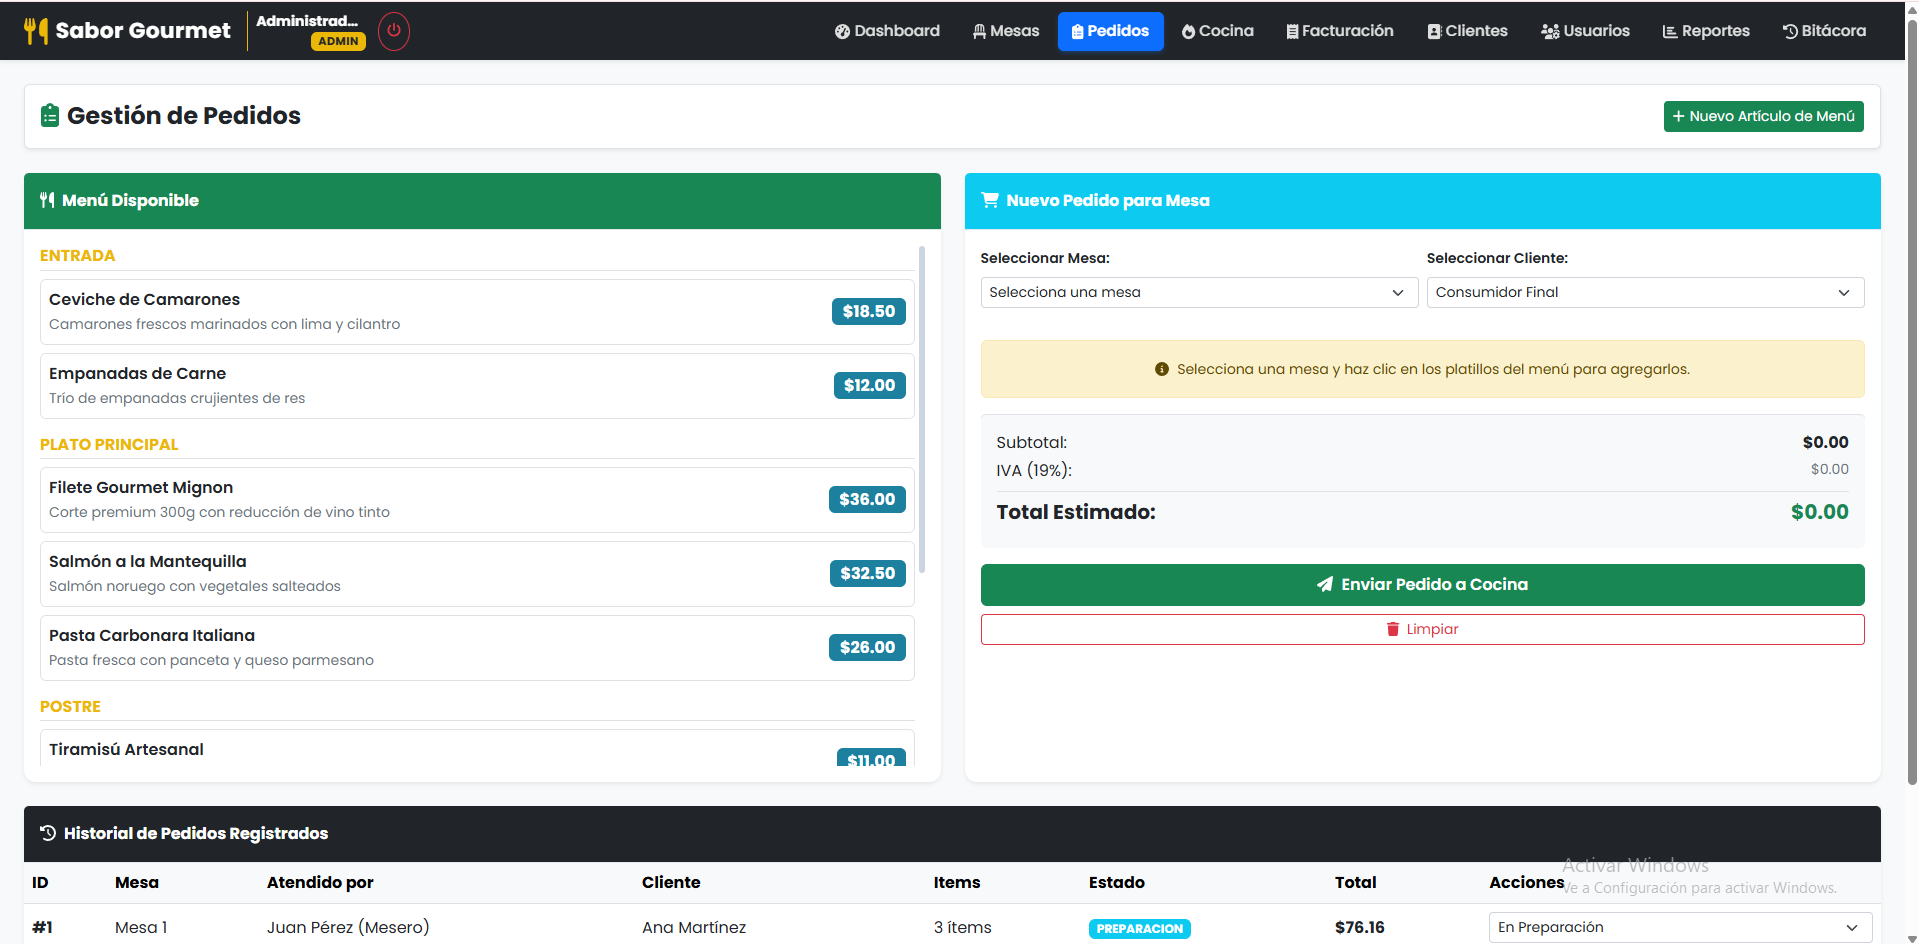 Sabor Gourmet
Administrad...
ADMIN
Dashboard
Mesas
Pedidos
Cocina
Facturación
Clientes
Usuarios
Reportes
Bitácora
Gestión de Pedidos
Nuevo Artículo de Menú
Menú Disponible
ENTRADA
Ceviche de Camarones
Camarones frescos marinados con lima y cilantro
$18.50
Empanadas de Carne
Trío de empanadas crujientes de res
$12.00
PLATO PRINCIPAL
Filete Gourmet Mignon
Corte premium 300g con reducción de vino tinto
$36.00
Salmón a la Mantequilla
Salmón noruego con vegetales salteados
$32.50
Pasta Carbonara Italiana
Pasta fresca con panceta y queso parmesano
$26.00
POSTRE
Tiramisú Artesanal
$11.00
Nuevo Pedido para Mesa
Seleccionar Mesa:
Selecciona una mesa
Seleccionar Cliente:
Consumidor Final
Selecciona una mesa y haz clic en los platillos del menú para agregarlos.
Subtotal: $0.00
IVA (19%): $0.00
Total Estimado: $0.00
Enviar Pedido a Cocina
Limpiar
Historial de Pedidos Registrados
ID Mesa Atendido por Cliente Items Estado Total Acciones
#1 Mesa 1 Juan Pérez (Mesero) Ana Martínez 3 ítems PREPARACION $76.16 En Preparación
Activar Windows
Ve a Configuración para activar Windows.